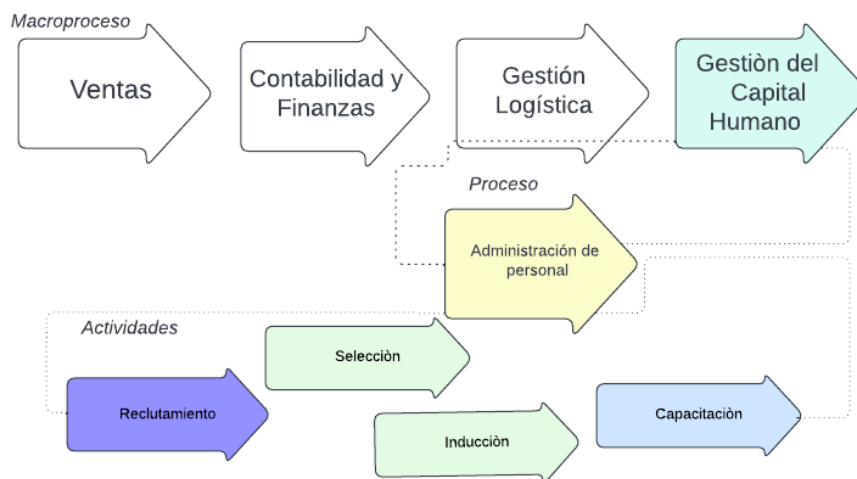 Macroproceso
Ventas
Contabilidad y
Finanzas
Gestión
Logística
Gestiòn del
Capital
Humano
Proceso
Administración de
personal
Actividades
Selecciòn
Reclutamiento
Inducciòn
Capacitaciòn